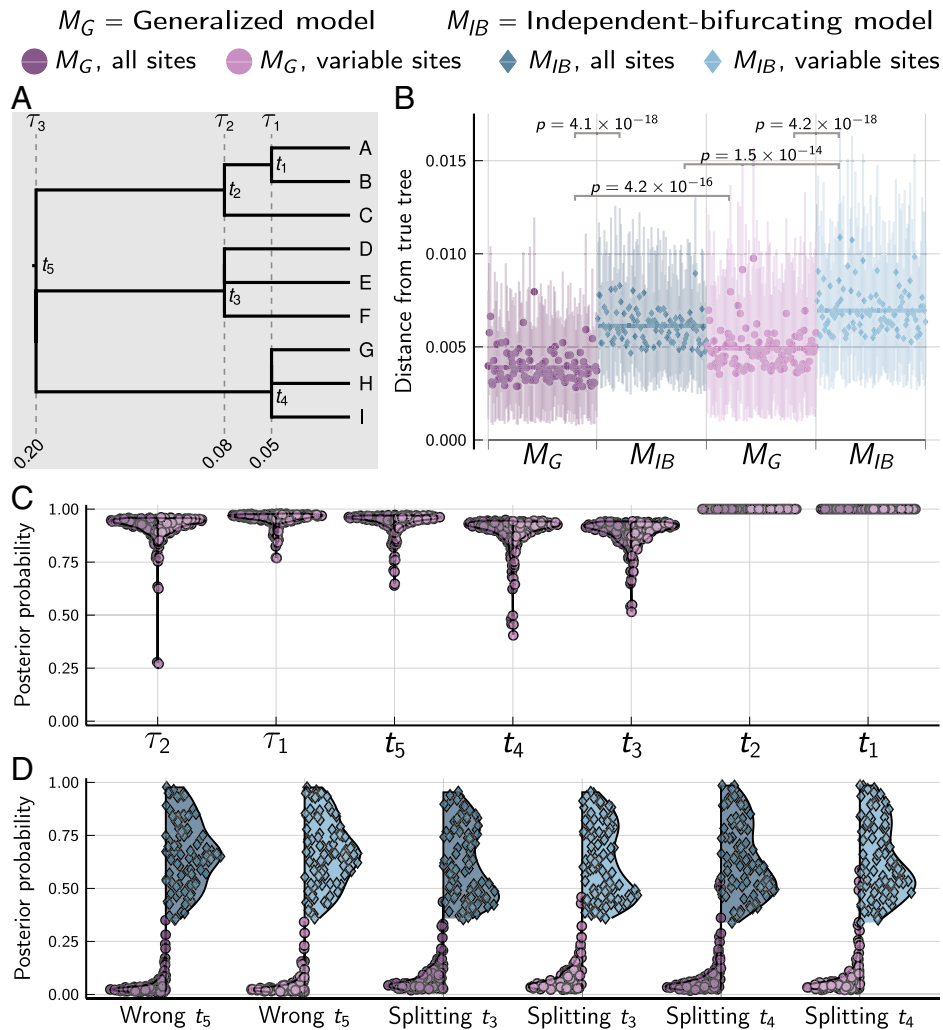 M_G = Generalized model M_IB = Independent-bifurcating model
M_G, all sites M_G, variable sites M_IB, all sites M_IB, variable sites
A
τ3 τ2 τ1
A
B
C
D
E
F
G
H
I
t1
t2
t5
t3
t4
0.20 0.08 0.05
B
Distance from true tree
0.015
0.010
0.005
0.000
p = 4.1 × 10−18 p = 4.2 × 10−18
p = 1.5 × 10−14
p = 4.2 × 10−16
M_G M_IB M_G M_IB
C
Posterior probability
1.00
0.75
0.50
0.25
0.00
τ2 τ1 t5 t4 t3 t2 t1
D
Posterior probability
1.00
0.75
0.50
0.25
0.00
Wrong t5 Wrong t5 Splitting t3 Splitting t3 Splitting t4 Splitting t4